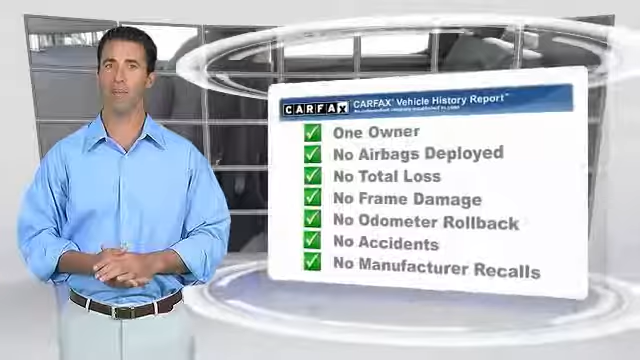 CARFAX CARFAX® Vehicle History Report™
One Owner
No Airbags Deployed
No Total Loss
No Frame Damage
No Odometer Rollback
No Accidents
No Manufacturer Recalls